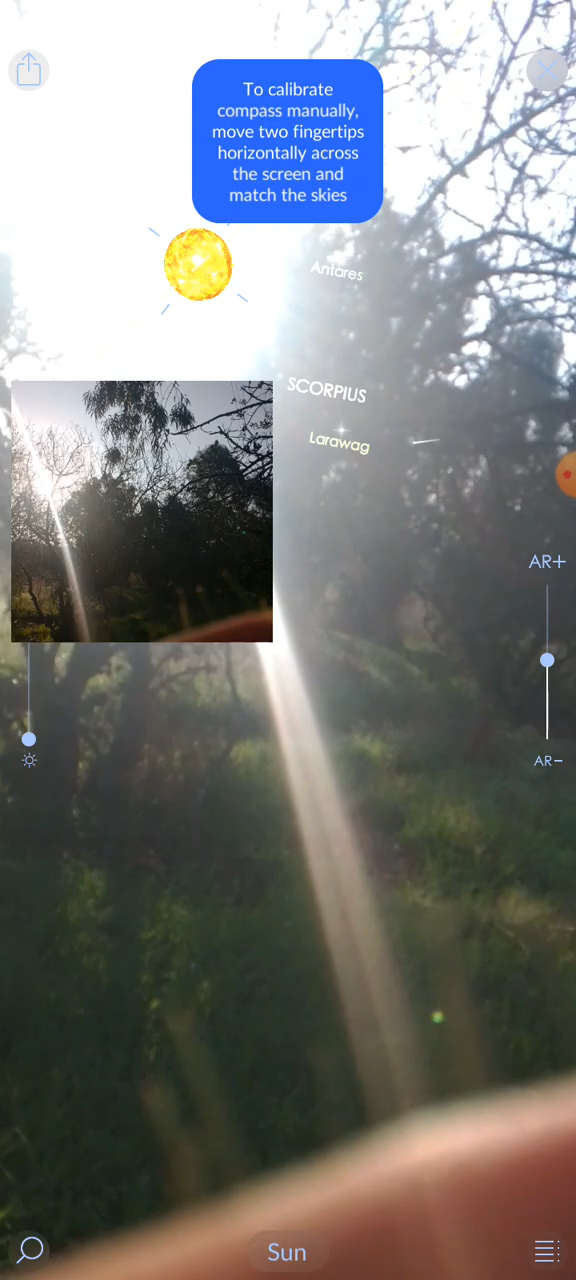 To calibrate
compass manually,
move two fingertips
horizontally across
the screen and
match the skies
Antares
SCORPIUS
Larawag
AR+
AR−
Sun